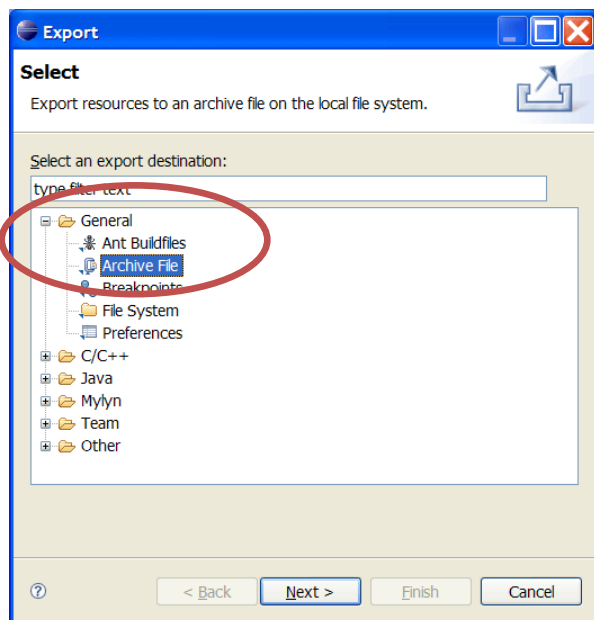 Export
Select
Export resources to an archive file on the local file system.
Select an export destination:
type filter text
General
Ant Buildfiles
Archive File
Breakpoints
File System
Preferences
C/C++
Java
Mylyn
Team
Other
? < Back Next > Finish Cancel